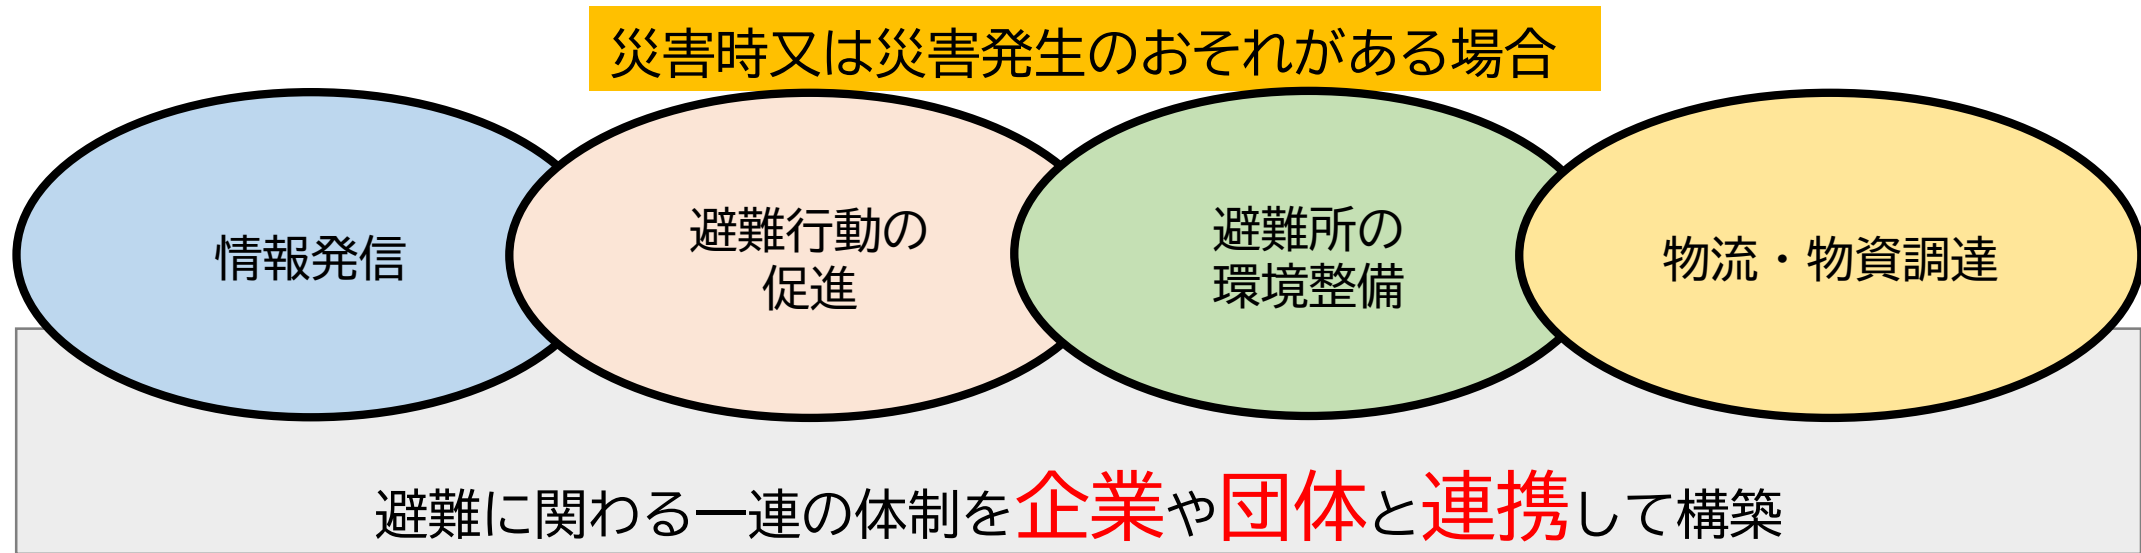 災害時又は災害発生のおそれがある場合
情報発信
避難行動の
促進
避難所の
環境整備
物流・物資調達
避難に関わる一連の体制を企業や団体と連携して構築